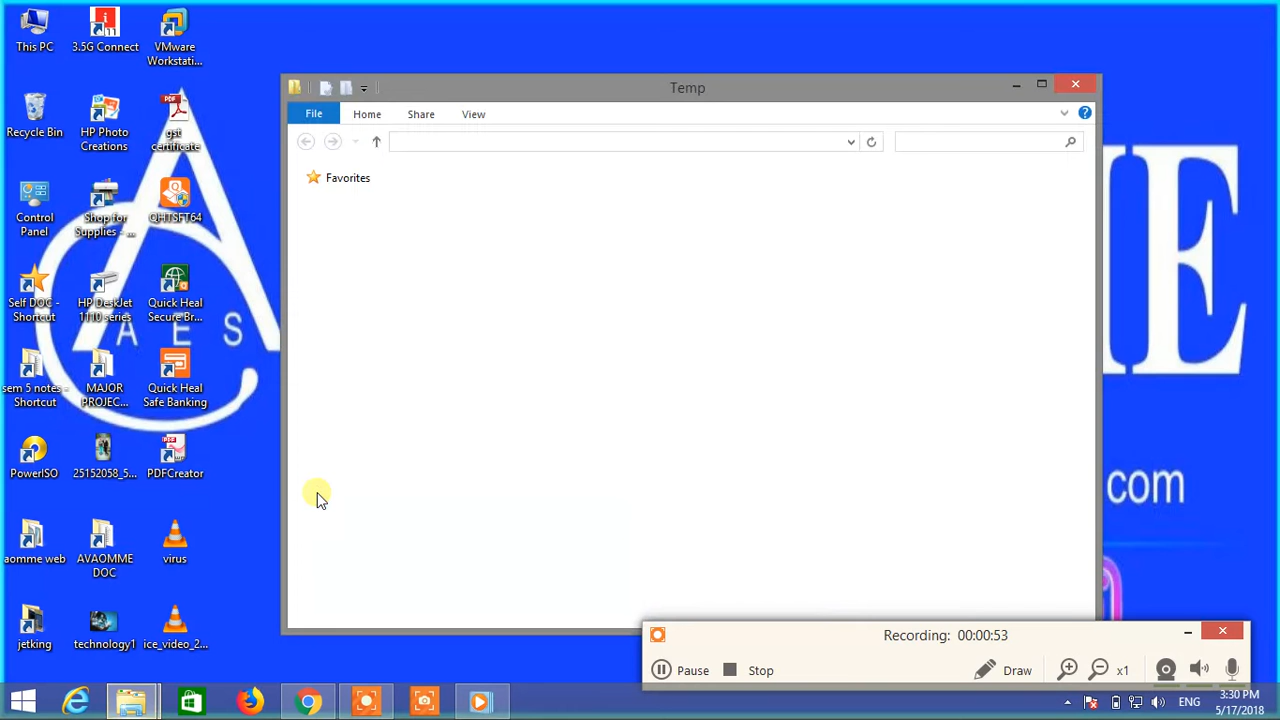 This PC
3.5G Connect
VMware
Workstati...
Recycle Bin
HP Photo
Creations
gst
certificate
Control
Panel
Shop for
Supplies - ...
QHTSFT64
Self DOC -
Shortcut
HP DeskJet
1110 series
Quick Heal
Secure Br...
sem 5 notes -
Shortcut
MAJOR
PROJEC...
Quick Heal
Safe Banking
PowerISO
25152058_5...
PDFCreator
aomme web
AVAOMME
DOC
virus
jetking
technology1
ice_video_2...
A E S
Temp
File
Home
Share
View
Favorites
ME
com
Recording: 00:00:53
Pause
Stop
Draw
x1
ENG
3:30 PM
5/17/2018